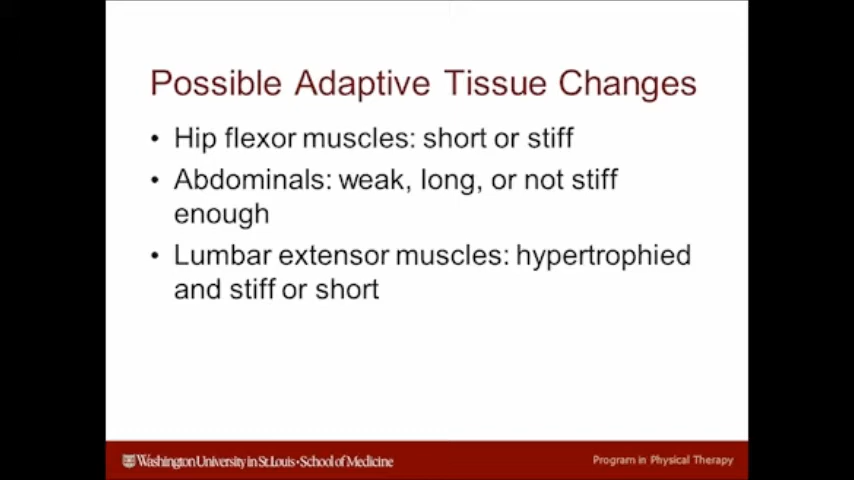 Possible Adaptive Tissue Changes
• Hip flexor muscles: short or stiff
• Abdominals: weak, long, or not stiff
enough
• Lumbar extensor muscles: hypertrophied
and stiff or short
Washington University in St. Louis • School of Medicine
Program in Physical Therapy